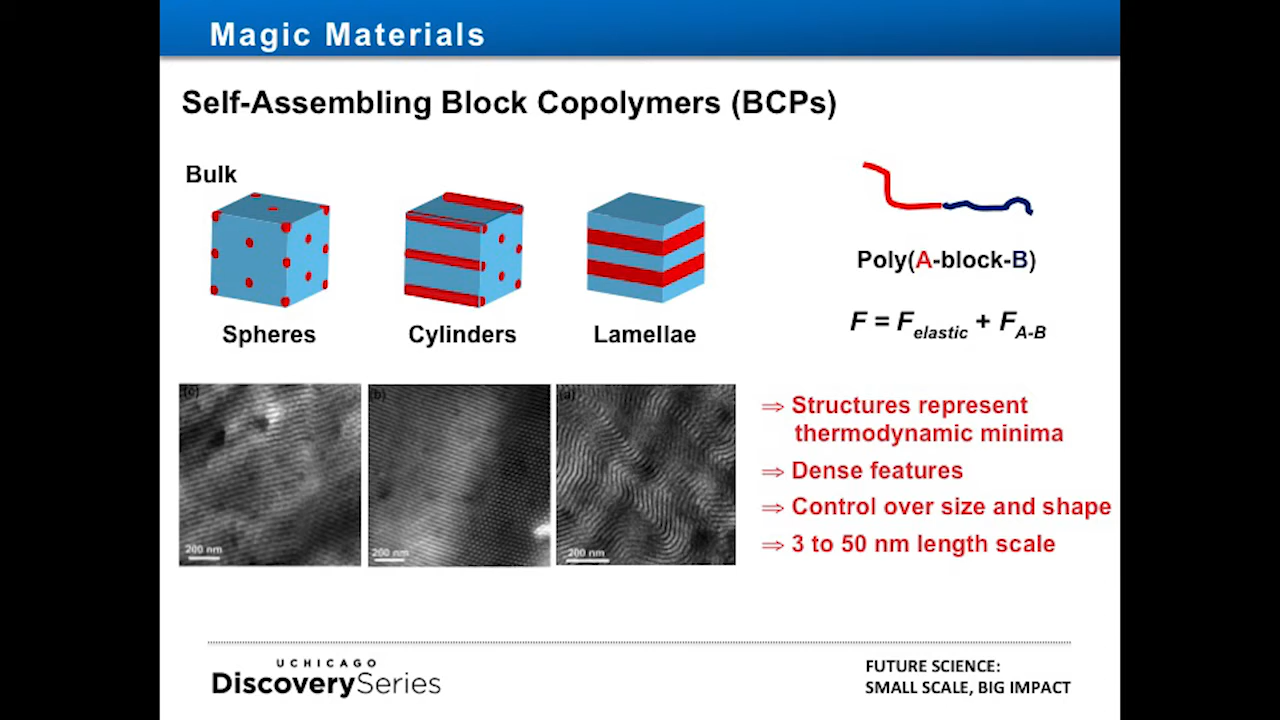 Magic Materials
Self-Assembling Block Copolymers (BCPs)
Bulk
Spheres
Cylinders
Lamellae
Poly(A-block-B)
F = Felastic + FA-B
(c)
(b)
(a)
200 nm
200 nm
200 nm
⇒ Structures represent
thermodynamic minima
⇒ Dense features
⇒ Control over size and shape
⇒ 3 to 50 nm length scale
UCHICAGO
DiscoverySeries
FUTURE SCIENCE:
SMALL SCALE, BIG IMPACT